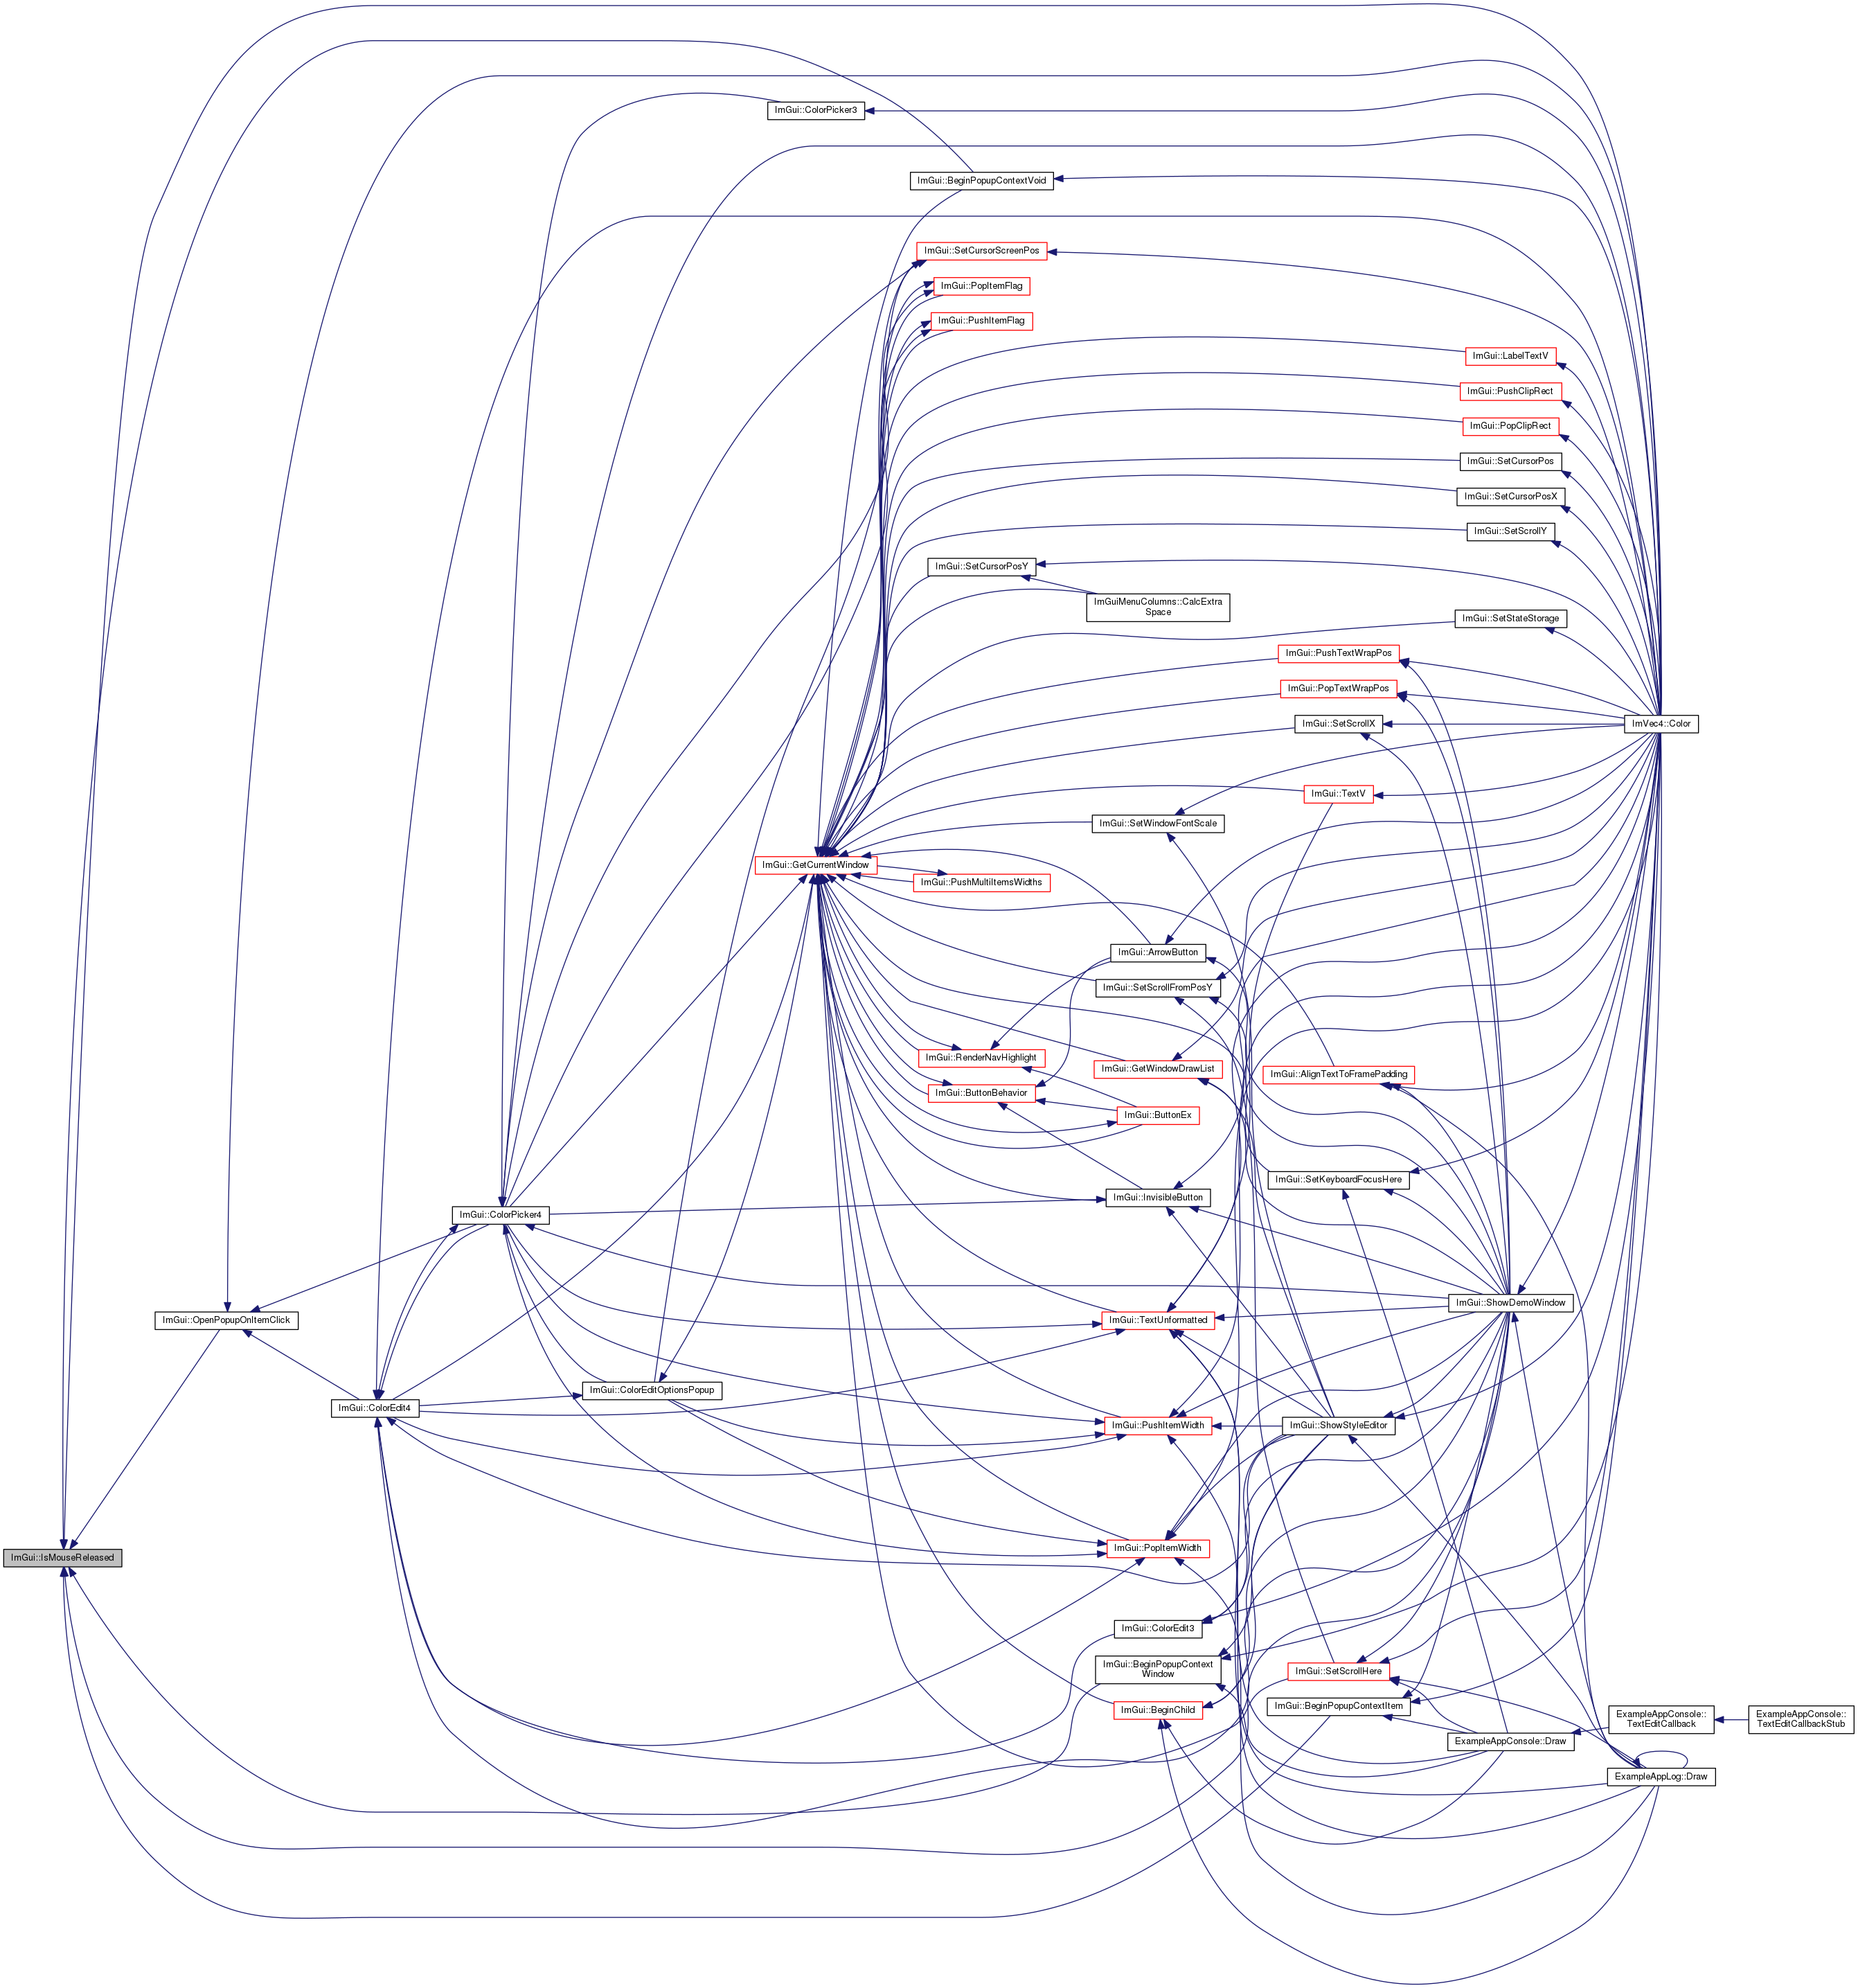 ImGui::ColorPicker3
ImGui::BeginPopupContextVoid
ImGui::SetCursorScreenPos
ImGui::PopItemFlag
ImGui::PushItemFlag
ImGui::LabelTextV
ImGui::PushClipRect
ImGui::PopClipRect
ImGui::SetCursorPos
ImGui::SetCursorPosX
ImGui::SetScrollY
ImGui::SetCursorPosY
ImGuiMenuColumns::CalcExtra
Space
ImGui::SetStateStorage
ImGui::PushTextWrapPos
ImGui::PopTextWrapPos
ImGui::SetScrollX
ImVec4::Color
ImGui::TextV
ImGui::SetWindowFontScale
ImGui::GetCurrentWindow
ImGui::PushMultiItemsWidths
ImGui::ArrowButton
ImGui::SetScrollFromPosY
ImGui::RenderNavHighlight
ImGui::GetWindowDrawList
ImGui::AlignTextToFramePadding
ImGui::ButtonBehavior
ImGui::ButtonEx
ImGui::SetKeyboardFocusHere
ImGui::InvisibleButton
ImGui::ColorPicker4
ImGui::ShowDemoWindow
ImGui::OpenPopupOnItemClick
ImGui::TextUnformatted
ImGui::ColorEditOptionsPopup
ImGui::ColorEdit4
ImGui::PushItemWidth
ImGui::ShowStyleEditor
ImGui::PopItemWidth
ImGui::IsMouseReleased
ImGui::ColorEdit3
ImGui::BeginPopupContext
Window
ImGui::SetScrollHere
ImGui::BeginChild
ImGui::BeginPopupContextItem
ExampleAppConsole::Draw
ExampleAppConsole::
TextEditCallback
ExampleAppConsole::
TextEditCallbackStub
ExampleAppLog::Draw